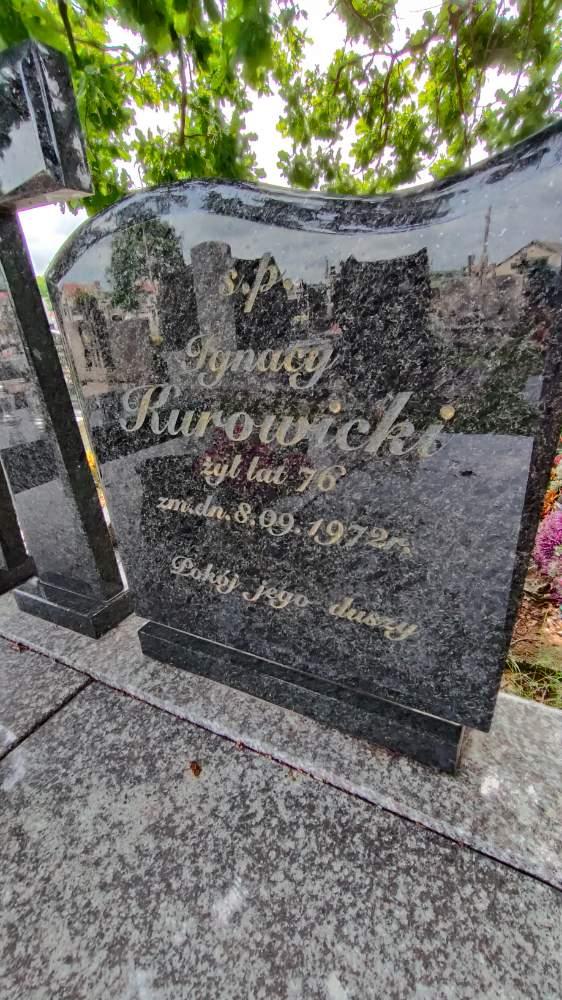 ś.p.
Ignacy
Kurowicki
żył lat 76
zm.dn.8.09.1972r.
Pokój jego duszy